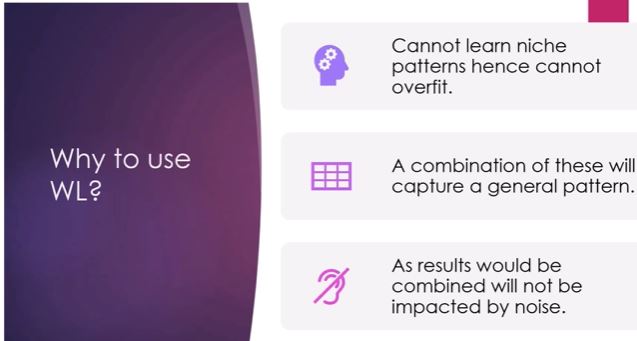 Why to use
WL?
Cannot learn niche
patterns hence cannot
overfit.
A combination of these will
capture a general pattern.
As results would be
combined will not be
impacted by noise.